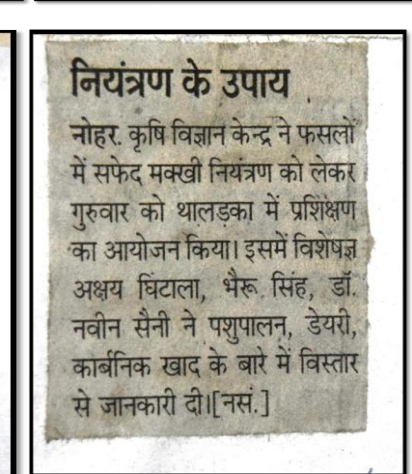 नियंत्रण के उपाय
नोहर. कृषि विज्ञान केन्द्र ने फसलों
में सफेद मक्खी नियंत्रण को लेकर
गुरुवार को थालड़का में प्रशिक्षण
का आयोजन किया। इसमें विशेषज्ञ
अक्षय घिंटाला, भैरू सिंह, डॉ.
नवीन सैनी ने पशुपालन, डेयरी,
कार्बनिक खाद के बारे में विस्तार
से जानकारी दी।[नसं.]